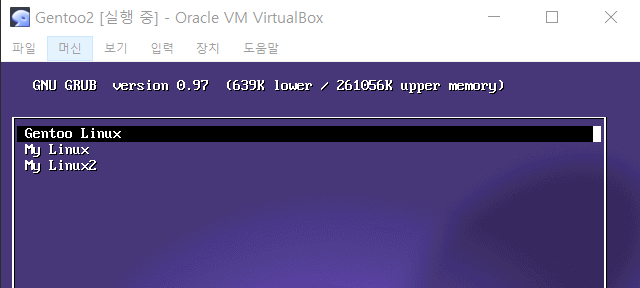 Gentoo2 [실행 중] - Oracle VM VirtualBox
파일 머신 보기 입력 장치 도움말
GNU GRUB version 0.97 (639K lower / 261056K upper memory)
Gentoo Linux
My Linux
My Linux2